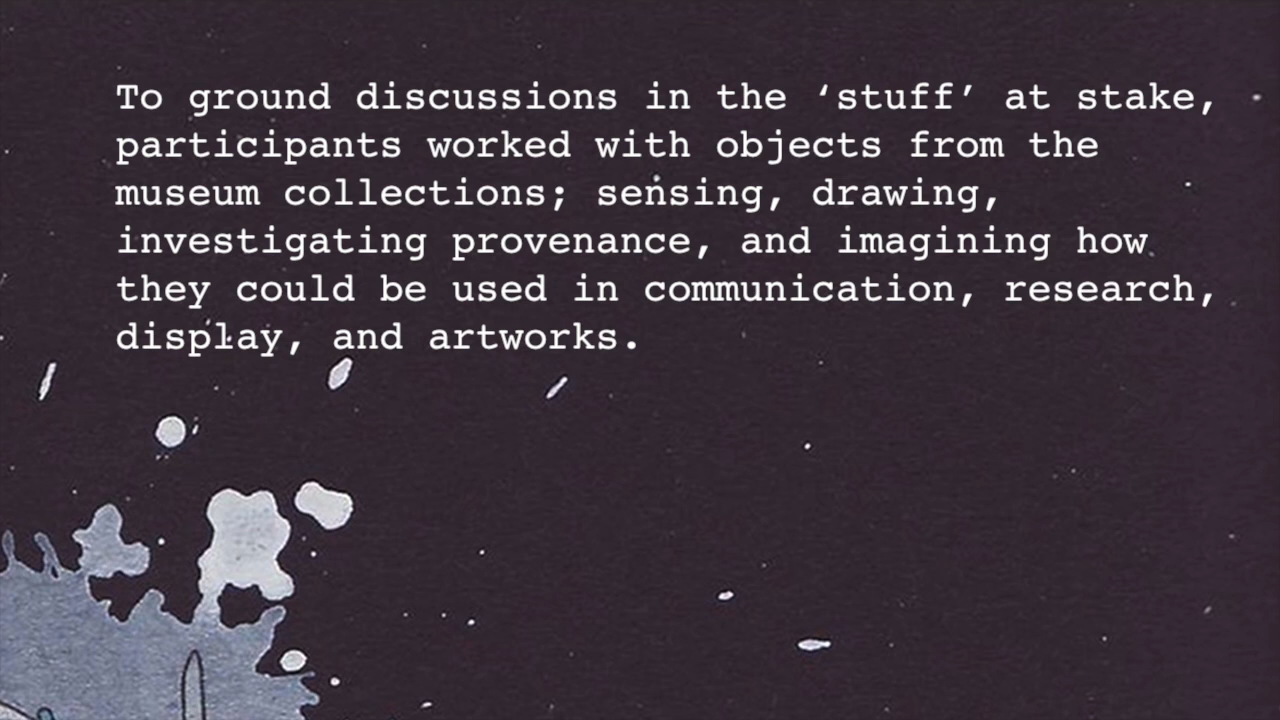 To ground discussions in the ‘stuff’ at stake,
participants worked with objects from the
museum collections; sensing, drawing,
investigating provenance, and imagining how
they could be used in communication, research,
display, and artworks.